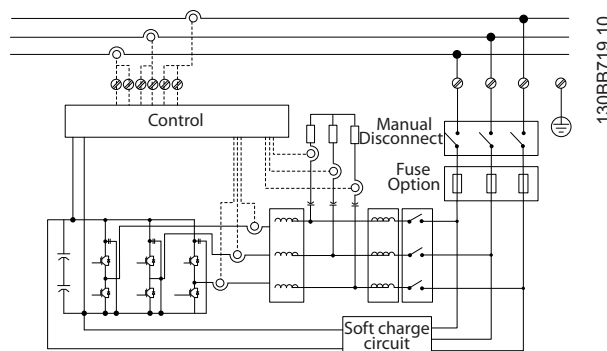 Control
Manual
Disconnect
Fuse
Option
Soft charge
circuit
130BB719.10